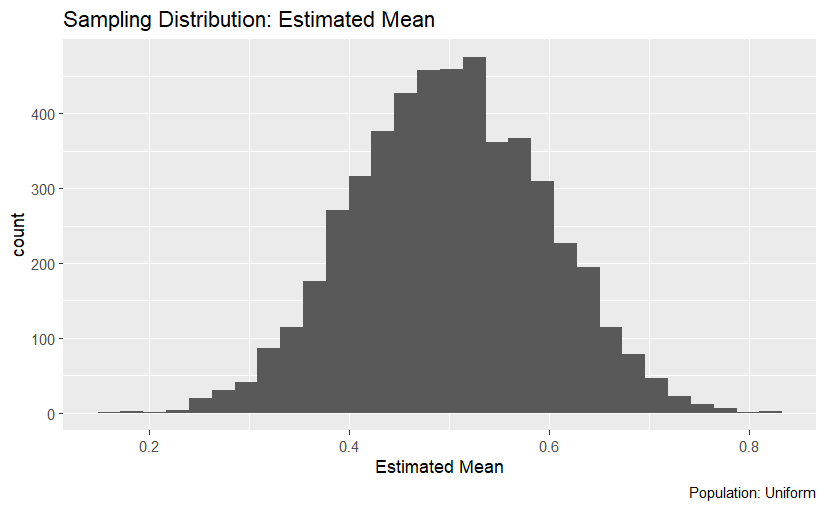 Sampling Distribution: Estimated Mean
400
300
200
100
0
count
0.2 0.4 0.6 0.8
Estimated Mean
Population: Uniform